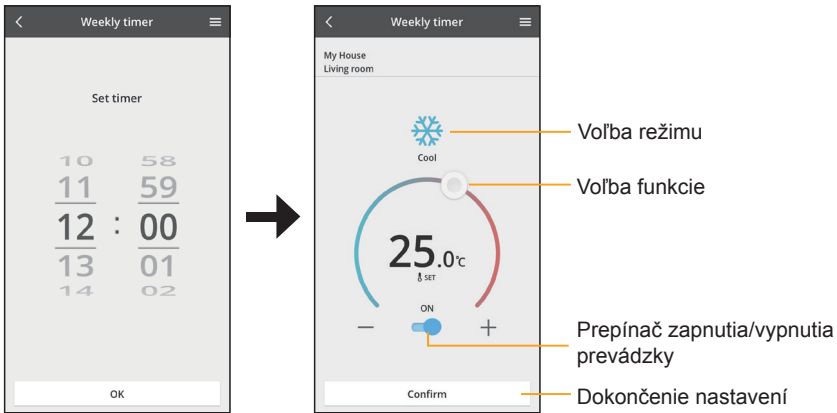 Weekly timer
Set timer
10 58
11 59
12 : 00
13 01
14 02
OK
Weekly timer
My House
Living room
Cool
25.0°C
SET
ON
− +
Confirm
Voľba režimu
Voľba funkcie
Prepínač zapnutia/vypnutia
prevádzky
Dokončenie nastavení